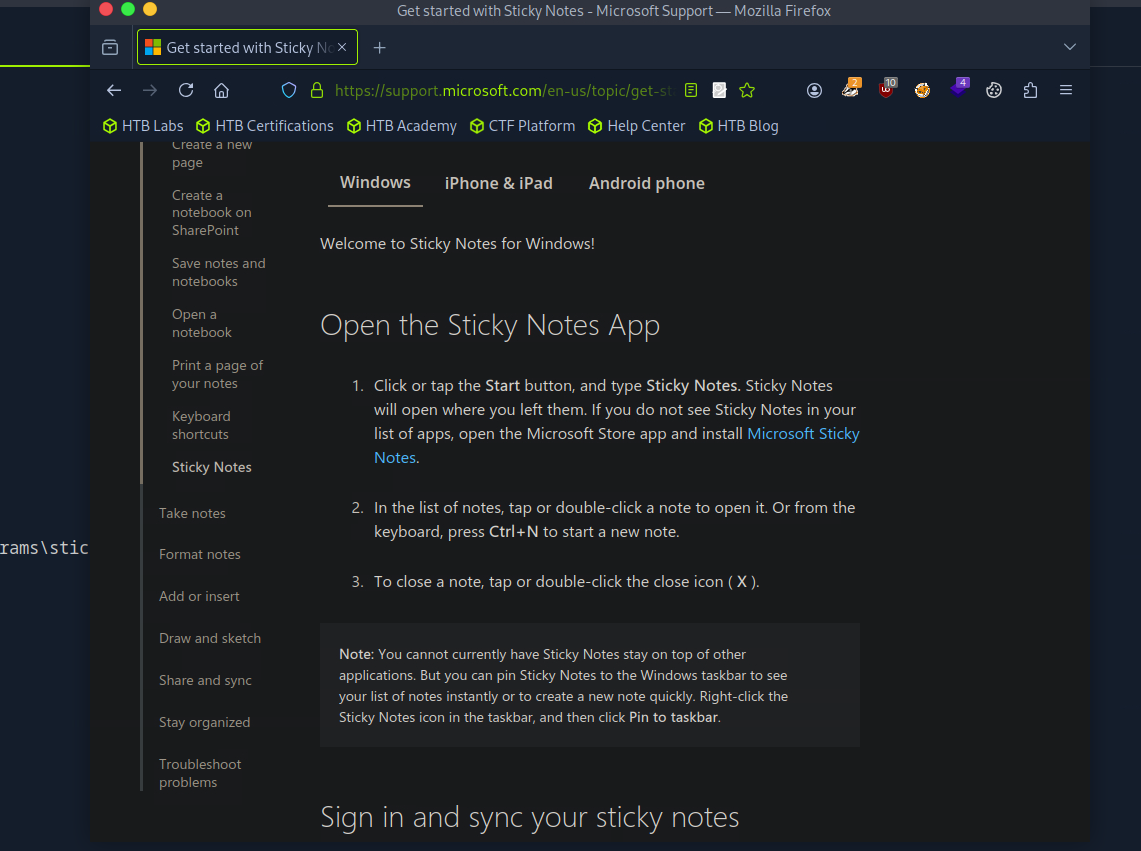 Get started with Sticky Notes - Microsoft Support — Mozilla Firefox
Get started with Sticky No
https://support.microsoft.com/en-us/topic/get-st
2
10
4
HTB Labs
HTB Certifications
HTB Academy
CTF Platform
Help Center
HTB Blog
Create a new
page
Create a
notebook on
SharePoint
Save notes and
notebooks
Open a
notebook
Print a page of
your notes
Keyboard
shortcuts
Sticky Notes
Take notes
Format notes
Add or insert
Draw and sketch
Share and sync
Stay organized
Troubleshoot
problems
rams\stic
Windows
iPhone & iPad
Android phone
Welcome to Sticky Notes for Windows!
Open the Sticky Notes App
1. Click or tap the Start button, and type Sticky Notes. Sticky Notes
will open where you left them. If you do not see Sticky Notes in your
list of apps, open the Microsoft Store app and install Microsoft Sticky
Notes.
2. In the list of notes, tap or double-click a note to open it. Or from the
keyboard, press Ctrl+N to start a new note.
3. To close a note, tap or double-click the close icon ( X ).
Note: You cannot currently have Sticky Notes stay on top of other
applications. But you can pin Sticky Notes to the Windows taskbar to see
your list of notes instantly or to create a new note quickly. Right-click the
Sticky Notes icon in the taskbar, and then click Pin to taskbar.
Sign in and sync your sticky notes